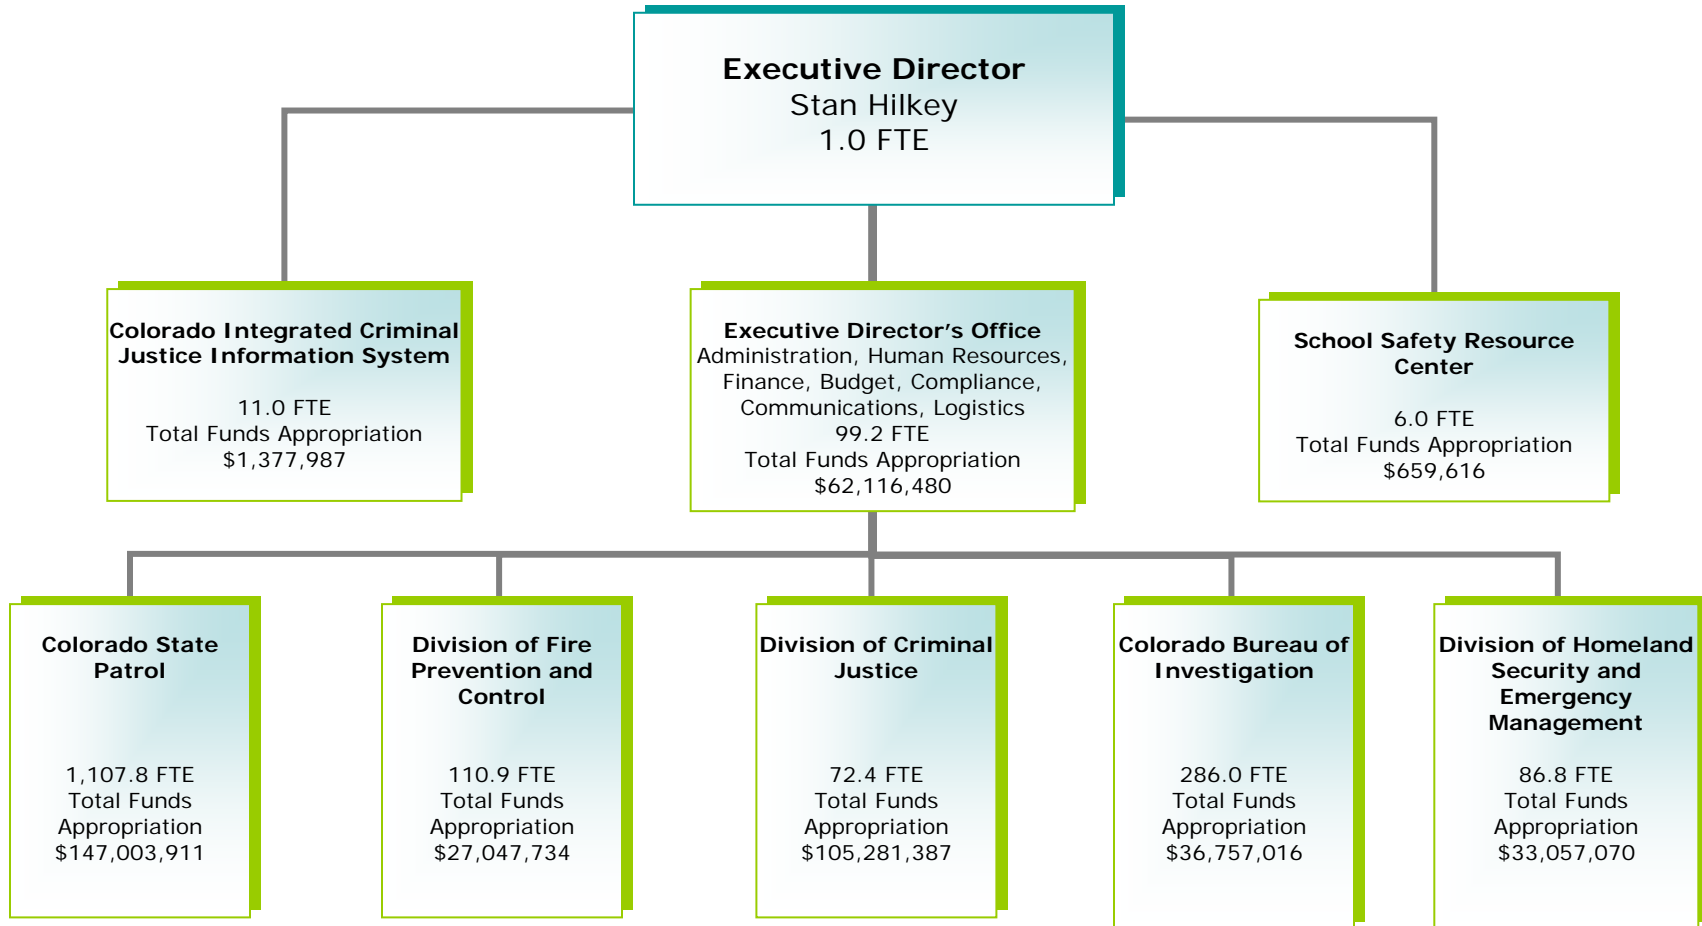 Executive Director
Stan Hilkey
1.0 FTE
Colorado Integrated Criminal
Justice Information System
11.0 FTE
Total Funds Appropriation
$1,377,987
Executive Director’s Office
Administration, Human Resources,
Finance, Budget, Compliance,
Communications, Logistics
99.2 FTE
Total Funds Appropriation
$62,116,480
School Safety Resource
Center
6.0 FTE
Total Funds Appropriation
$659,616
Colorado State
Patrol
1,107.8 FTE
Total Funds
Appropriation
$147,003,911
Division of Fire
Prevention and
Control
110.9 FTE
Total Funds
Appropriation
$27,047,734
Division of Criminal
Justice
72.4 FTE
Total Funds
Appropriation
$105,281,387
Colorado Bureau of
Investigation
286.0 FTE
Total Funds
Appropriation
$36,757,016
Division of Homeland
Security and
Emergency
Management
86.8 FTE
Total Funds
Appropriation
$33,057,070